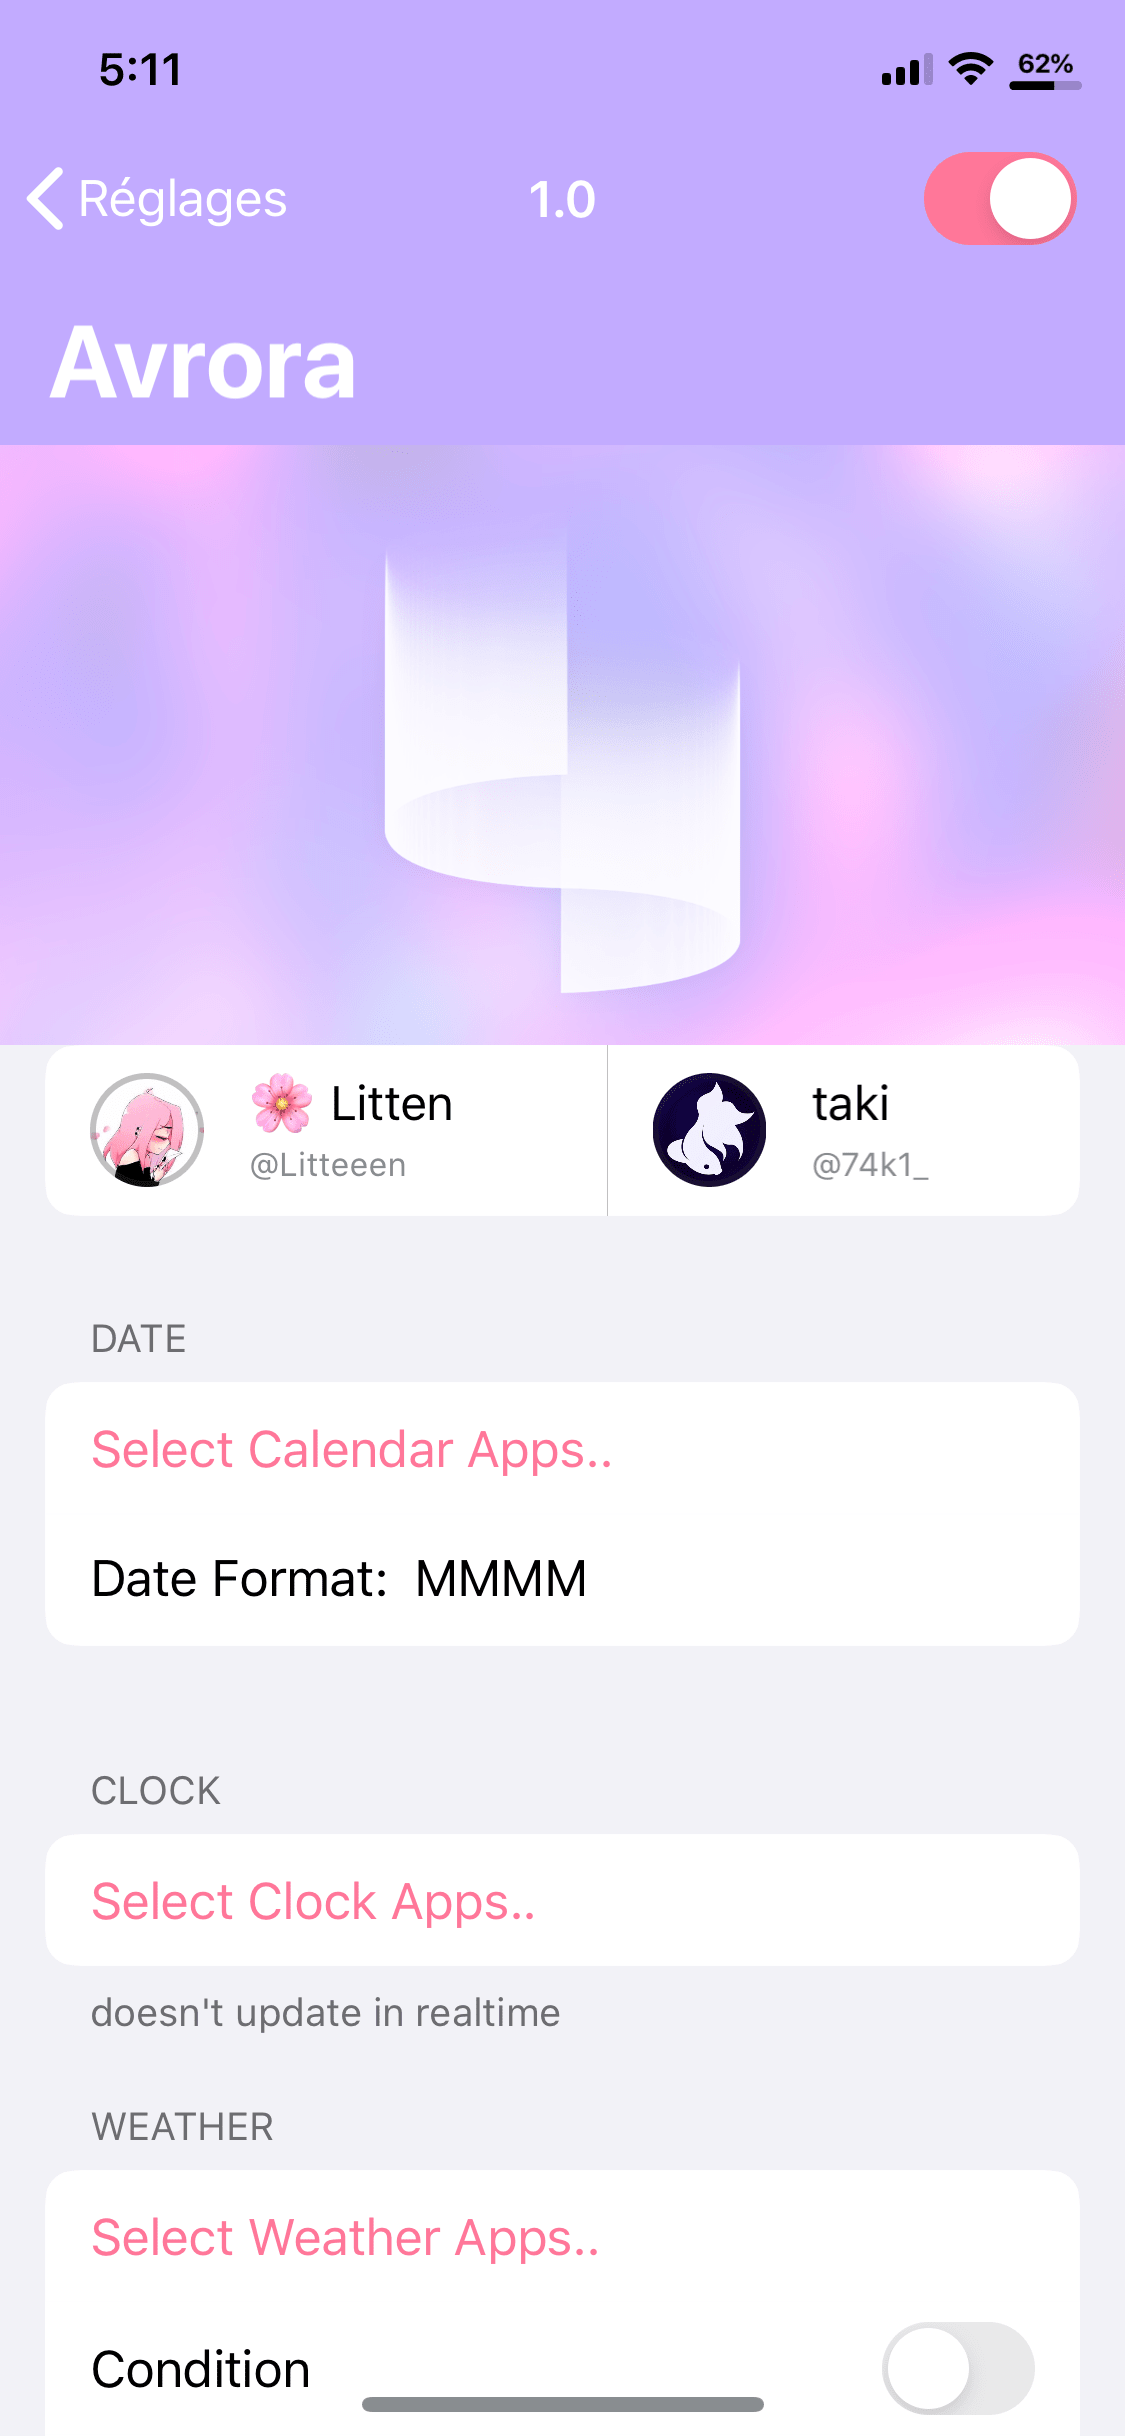 5:11
62%
Réglages
1.0
Avrora
🌸 Litten
@Litteeen
taki
@74k1_
DATE
Select Calendar Apps..
Date Format: MMMM
CLOCK
Select Clock Apps..
doesn't update in realtime
WEATHER
Select Weather Apps..
Condition